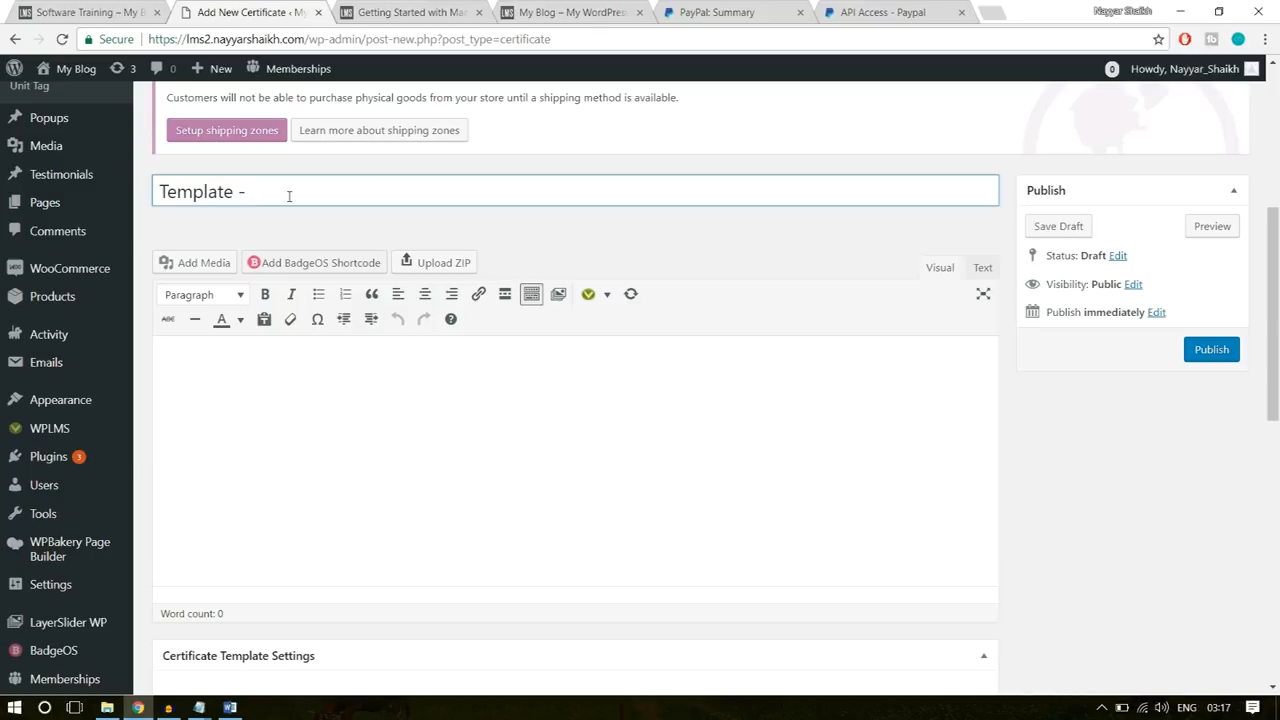 Software Training – My B
Add New Certificate ‹ My
Getting Started with Mar
My Blog – My WordPress
PayPal: Summary
API Access - Paypal
Nayyar Shaikh
Secure
https://lms2.nayyarshaikh.com/wp-admin/post-new.php?post_type=certificate
My Blog
3
0
New
Memberships
0
Howdy, Nayyar_Shaikh
Unit Tag
Popups
Media
Testimonials
Pages
Comments
WooCommerce
Products
Activity
Emails
Appearance
WPLMS
Plugins 3
Users
Tools
WPBakery Page
Builder
Settings
LayerSlider WP
BadgeOS
Memberships
Customers will not be able to purchase physical goods from your store until a shipping method is available.
Setup shipping zones
Learn more about shipping zones
Template -
Add Media
Add BadgeOS Shortcode
Upload ZIP
Visual
Text
Paragraph
Word count: 0
Certificate Template Settings
Publish
Save Draft
Preview
Status: Draft Edit
Visibility: Public Edit
Publish immediately Edit
Publish
ENG
03:17